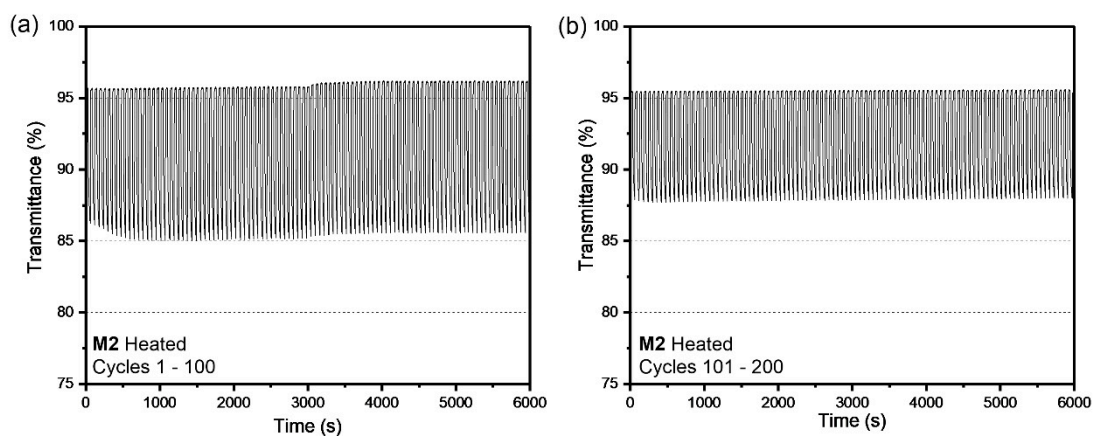 (a)
100
95
90
85
80
75
Transmittance (%)
M2 Heated
Cycles 1 - 100
0 1000 2000 3000 4000 5000 6000
Time (s)
(b)
100
95
90
85
80
75
Transmittance (%)
M2 Heated
Cycles 101 - 200
0 1000 2000 3000 4000 5000 6000
Time (s)